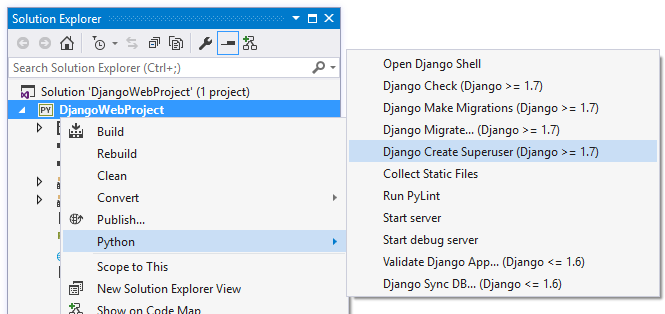 Solution Explorer
Search Solution Explorer (Ctrl+;)
Solution 'DjangoWebProject' (1 project)
PY DjangoWebProject
Build
Rebuild
Clean
Convert
Publish...
Python
Scope to This
New Solution Explorer View
Show on Code Map
Open Django Shell
Django Check (Django >= 1.7)
Django Make Migrations (Django >= 1.7)
Django Migrate... (Django >= 1.7)
Django Create Superuser (Django >= 1.7)
Collect Static Files
Run PyLint
Start server
Start debug server
Validate Django App... (Django <= 1.6)
Django Sync DB... (Django <= 1.6)